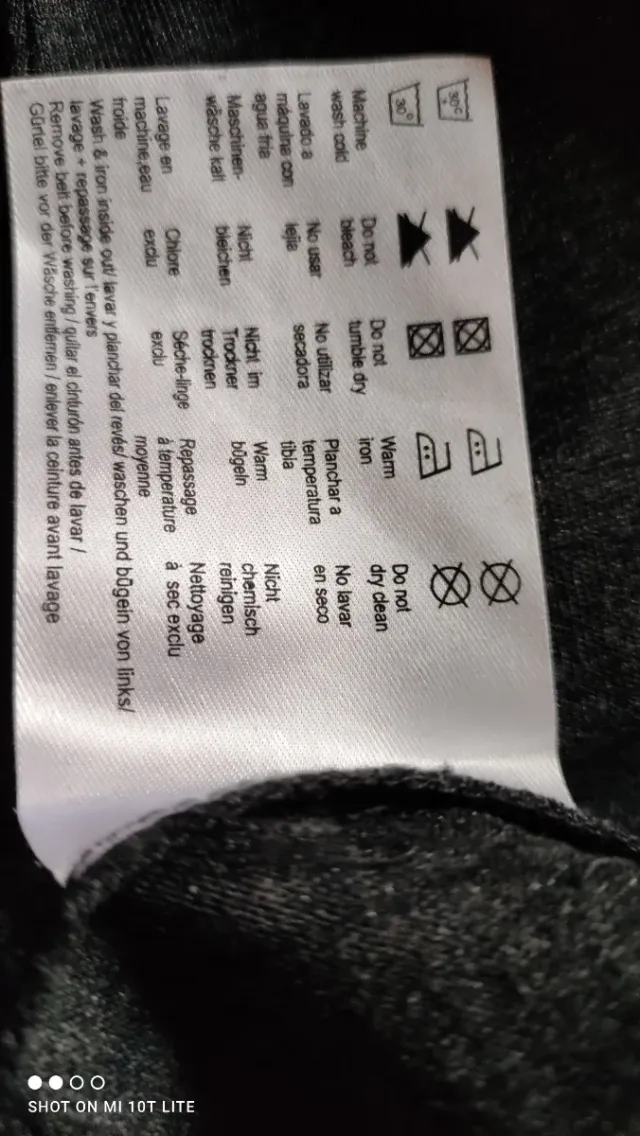 30°C
30°
Machine
wash cold
Do not
bleach
Do not
tumble dry
Warm
iron
Do not
dry clean
Lavado a
máquina con
agua fria
No usar
lejia
No utilizar
secadora
Planchar a
temperatura
tibia
No lavar
en seco
Maschinen-
wäsche kalt
Nicht
bleichen
Nicht im
Trockner
trocknen
Warm
bügeln
Nicht
chemisch
reinigen
Lavage en
machine,eau
froide
Chlore
exclu
Séche-linge
exclu
Repassage
à température
moyenne
Nettoyage
à sec exclu
Wash & iron inside out/ lavar y planchar del revés/ waschen und bügeln von links/
lavage + repassage sur l'envers
Remove belt before washing / quitar el cinturón antes de lavar /
Gürtel bitte vor der Wäsche entfernen / enlever la ceinture avant lavage
SHOT ON MI 10T LITE